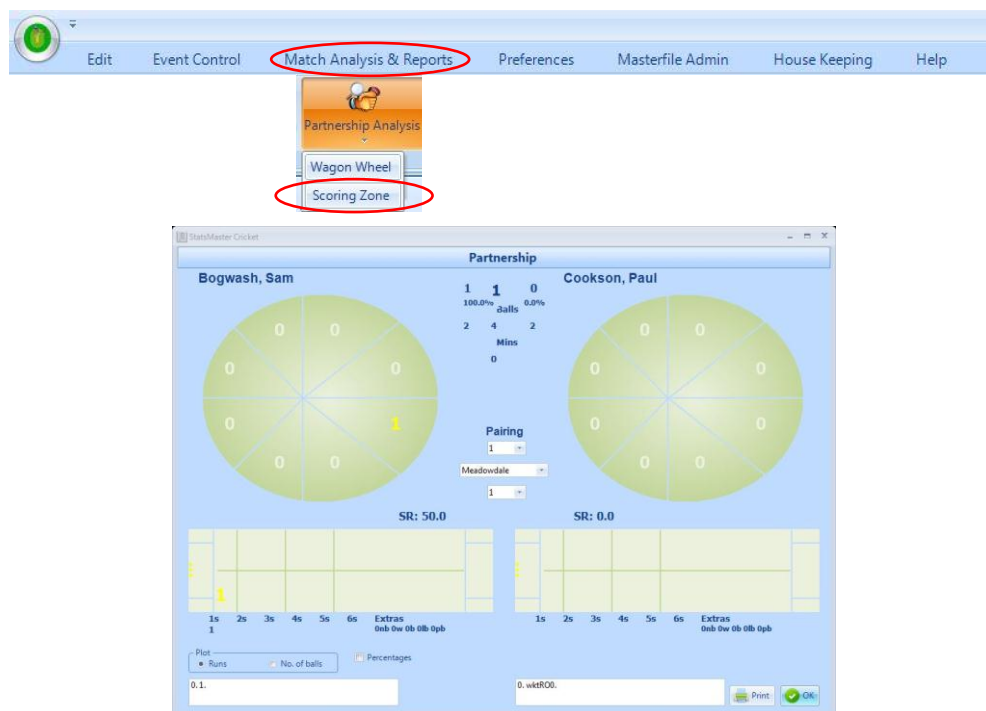 Edit Event Control Match Analysis & Reports Preferences Masterfile Admin House Keeping Help
Partnership Analysis
Wagon Wheel
Scoring Zone
StatsMaster Cricket
Partnership
Bogwash, Sam
Cookson, Paul
1 1 0
100.0% Balls 0.0%
2 4 2
Mins
0
0 0 0 0
0 0 0 0
0 1 0 0
0 0 0 0
Pairing
1
Meadowdale
1
SR: 50.0 SR: 0.0
1
1s 2s 3s 4s 5s 6s Extras
1 0nb 0w 0b 0lb 0pb
1s 2s 3s 4s 5s 6s Extras
0nb 0w 0b 0lb 0pb
Plot
Runs No. of balls Percentages
0. 1.
0. wktRO0.
Print OK